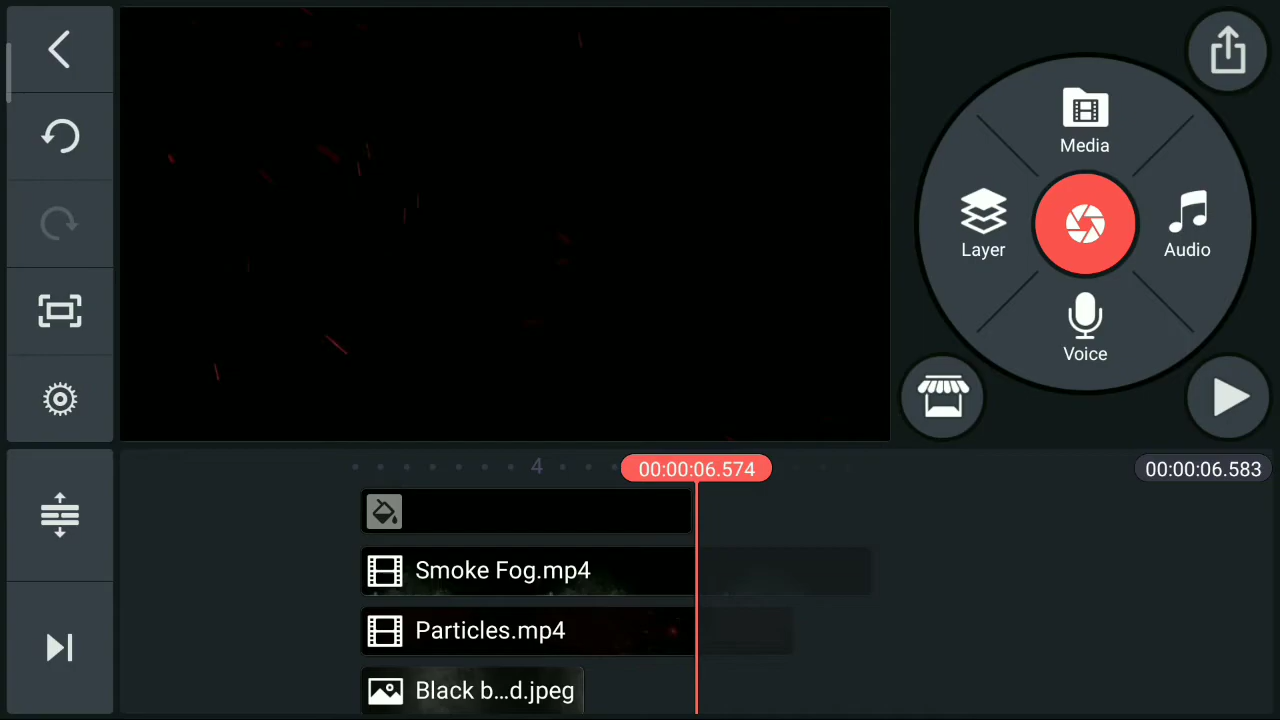 Media
Layer
Audio
Voice
4
00:00:06.574
00:00:06.583
Smoke Fog.mp4
Particles.mp4
Black b...d.jpeg